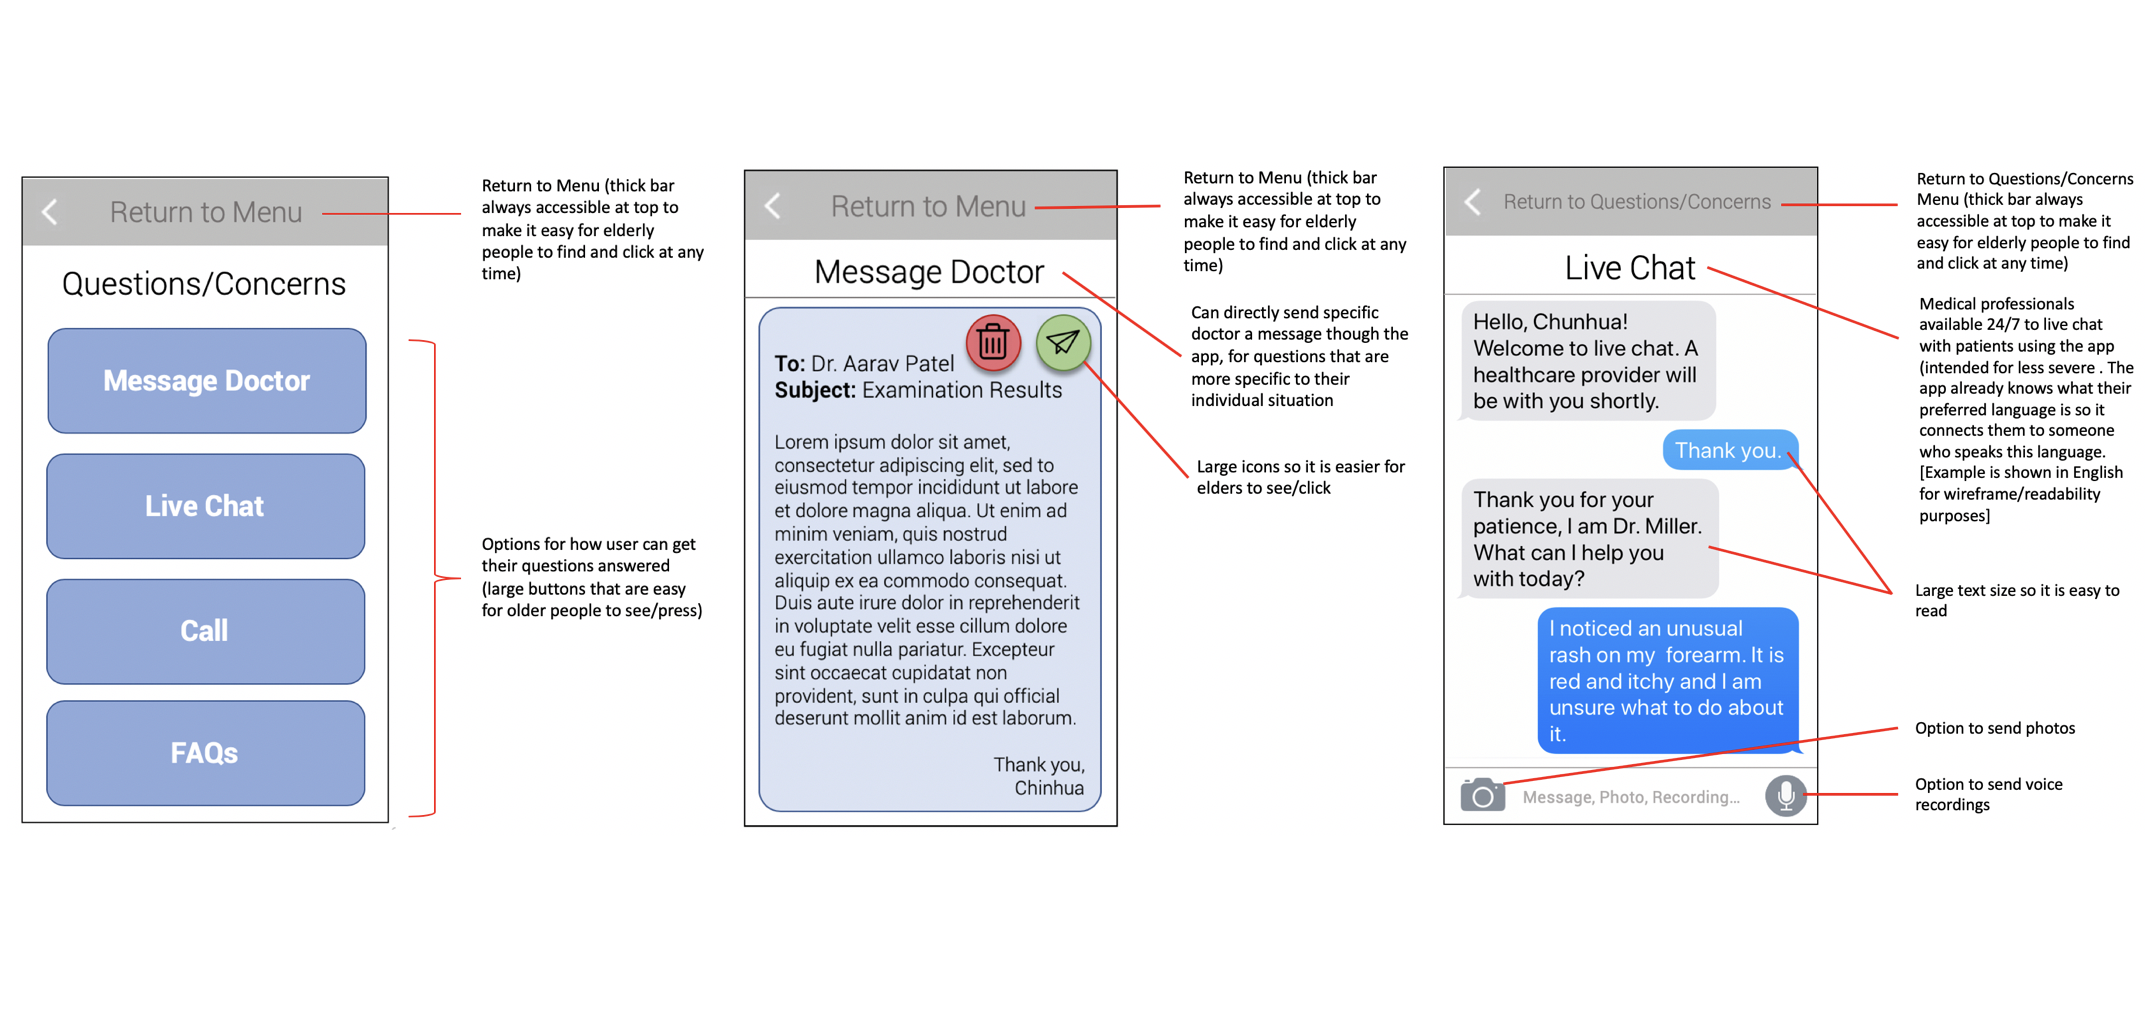 Return to Menu
Questions/Concerns
Message Doctor
Live Chat
Call
FAQs
Return to Menu (thick bar
always accessible at top to
make it easy for elderly
people to find and click at any
time)
Options for how user can get
their questions answered
(large buttons that are easy
for older people to see/press)
Return to Menu
Message Doctor
To: Dr. Aarav Patel
Subject: Examination Results
Lorem ipsum dolor sit amet,
consectetur adipiscing elit, sed to
eiusmod tempor incididunt ut labore
et dolore magna aliqua. Ut enim ad
minim veniam, quis nostrud
exercitation ullamco laboris nisi ut
aliquip ex ea commodo consequat.
Duis aute irure dolor in reprehenderit
in voluptate velit esse cillum dolore
eu fugiat nulla pariatur. Excepteur
sint occaecat cupidatat non
provident, sunt in culpa qui official
deserunt mollit anim id est laborum.
Thank you,
Chinhua
Return to Menu (thick bar
always accessible at top to
make it easy for elderly
people to find and click at any
time)
Can directly send specific
doctor a message though the
app, for questions that are
more specific to their
individual situation
Large icons so it is easier for
elders to see/click
Return to Questions/Concerns
Live Chat
Hello, Chunhua!
Welcome to live chat. A
healthcare provider will
be with you shortly.
Thank you.
Thank you for your
patience, I am Dr. Miller.
What can I help you
with today?
I noticed an unusual
rash on my  forearm. It is
red and itchy and I am
unsure what to do about
it.
Message, Photo, Recording...
Return to Questions/Concerns
Menu (thick bar always
accessible at top to make it
easy for elderly people to find
and click at any time)
Medical professionals
available 24/7 to live chat
with patients using the app
(intended for less severe . The
app already knows what their
preferred language is so it
connects them to someone
who speaks this language.
[Example is shown in English
for wireframe/readability
purposes]
Large text size so it is easy to
read
Option to send photos
Option to send voice
recordings